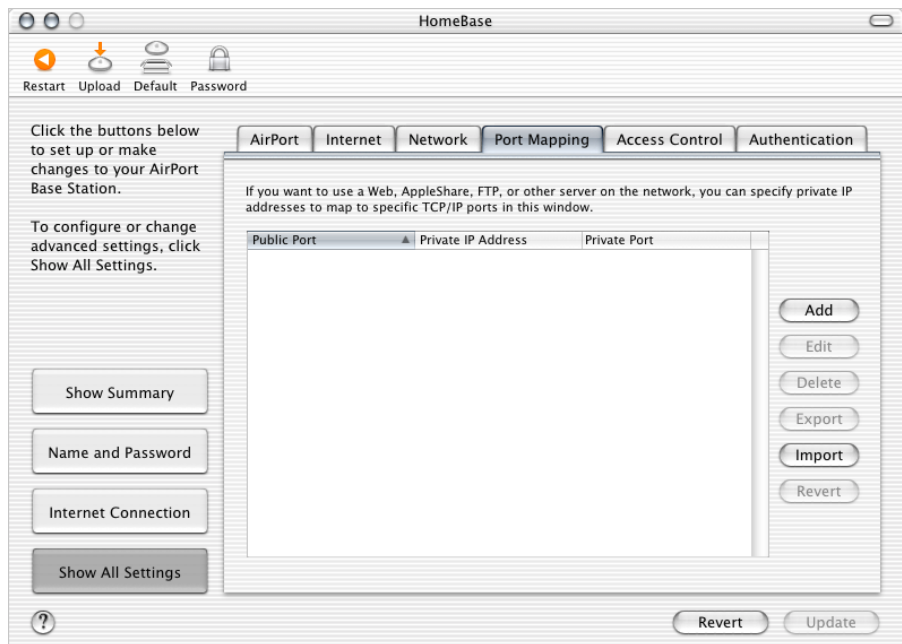 HomeBase
Restart Upload Default Password
Click the buttons below
to set up or make
changes to your AirPort
Base Station.
To configure or change
advanced settings, click
Show All Settings.
Show Summary
Name and Password
Internet Connection
Show All Settings
AirPort Internet Network Port Mapping Access Control Authentication
If you want to use a Web, AppleShare, FTP, or other server on the network, you can specify private IP
addresses to map to specific TCP/IP ports in this window.
Public Port Private IP Address Private Port
Add
Edit
Delete
Export
Import
Revert
?
Revert Update